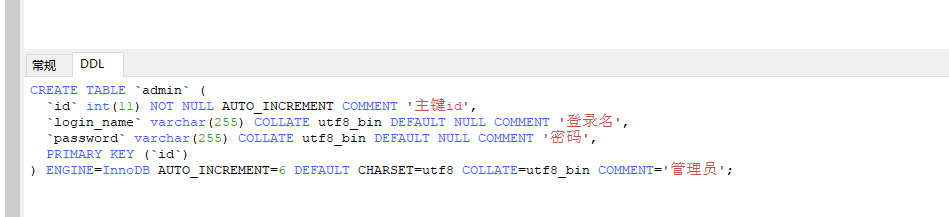 常规 DDL
CREATE TABLE `admin` (
  `id` int(11) NOT NULL AUTO_INCREMENT COMMENT '主键id',
  `login_name` varchar(255) COLLATE utf8_bin DEFAULT NULL COMMENT '登录名',
  `password` varchar(255) COLLATE utf8_bin DEFAULT NULL COMMENT '密码',
  PRIMARY KEY (`id`)
) ENGINE=InnoDB AUTO_INCREMENT=6 DEFAULT CHARSET=utf8 COLLATE=utf8_bin COMMENT='管理员';